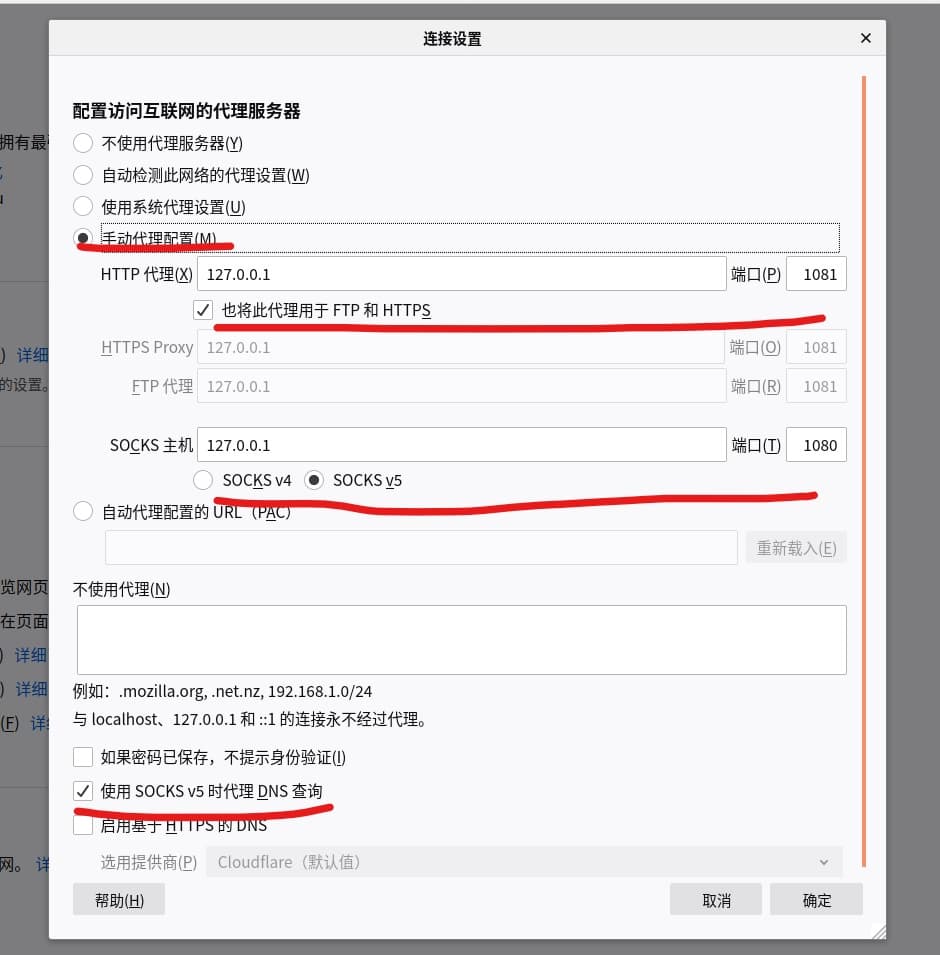 连接设置
拥有最
配置访问互联网的代理服务器
不使用代理服务器(Y)
自动检测此网络的代理设置(W)
使用系统代理设置(U)
手动代理配置(M)
HTTP 代理(X) 127.0.0.1 端口(P) 1081
也将此代理用于 FTP 和 HTTPS
) 详细
HTTPS Proxy 127.0.0.1 端口(O) 1081
的设置。
FTP 代理 127.0.0.1 端口(R) 1081
SOCKS 主机 127.0.0.1 端口(T) 1080
SOCKS v4 SOCKS v5
自动代理配置的 URL（PAC）
重新载入(E)
览网页
不使用代理(N)
在页面
) 详细
) 详细
例如：.mozilla.org, .net.nz, 192.168.1.0/24
(F) 详
与 localhost、127.0.0.1 和 ::1 的连接永不经过代理。
如果密码已保存，不提示身份验证(I)
使用 SOCKS v5 时代理 DNS 查询
启用基于 HTTPS 的 DNS
网。 详
选用提供商(P) Cloudflare（默认值）
帮助(H) 取消 确定